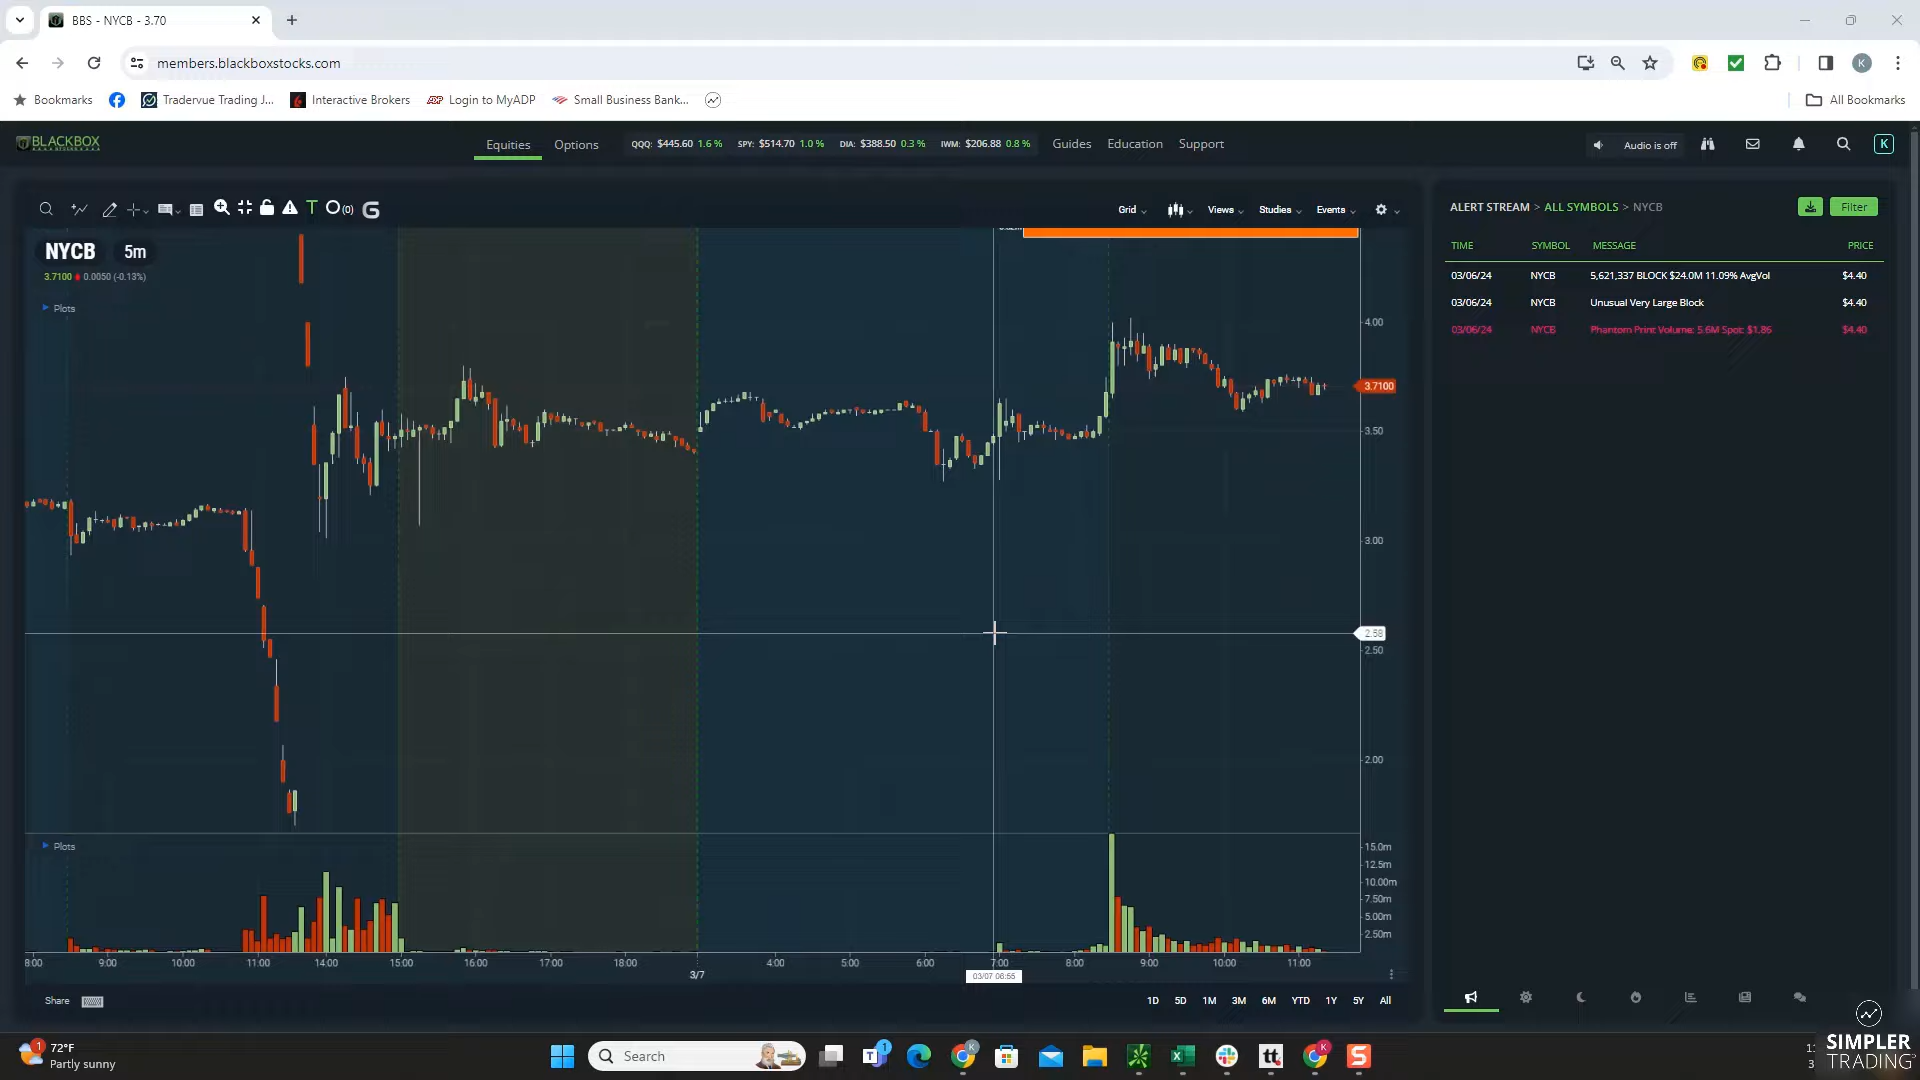 BBS - NYCB - 3.70
members.blackboxstocks.com
K
Bookmarks
Tradervue Trading J...
Interactive Brokers
Login to MyADP
Small Business Bank...
All Bookmarks
BLACKBOX
Equities
Options
QQQ: $445.60 1.6 %
SPY: $514.70 1.0 %
DIA: $388.50 0.3 %
IWM: $206.88 0.8 %
Guides
Education
Support
Audio is off
K
T
(0)
G
Grid
Views
Studies
Events
NYCB
5m
3.7100
0.0050 (-0.13%)
Plots
4.00
3.7100
3.50
3.00
2.58
2.50
2.00
Plots
15.0m
12.5m
10.00m
7.50m
5.00m
2.50m
8:00 9:00 10:00 11:00 14:00 15:00 16:00 17:00 18:00 3/7 4:00 5:00 6:00 7:00 8:00 9:00 10:00 11:00
03/07 06:55
Share
1D 5D 1M 3M 6M YTD 1Y 5Y All
ALERT STREAM > ALL SYMBOLS > NYCB
Filter
TIME SYMBOL MESSAGE PRICE
03/06/24 NYCB 5,621,337 BLOCK $24.0M 11.09% AvgVol $4.40
03/06/24 NYCB Unusual Very Large Block $4.40
03/06/24 NYCB Phantom Print Volume: 5.6M Spot: $1.86 $4.40
1
72°F
Partly sunny
Search
1
K
tt
K
S
SIMPLER
TRADING